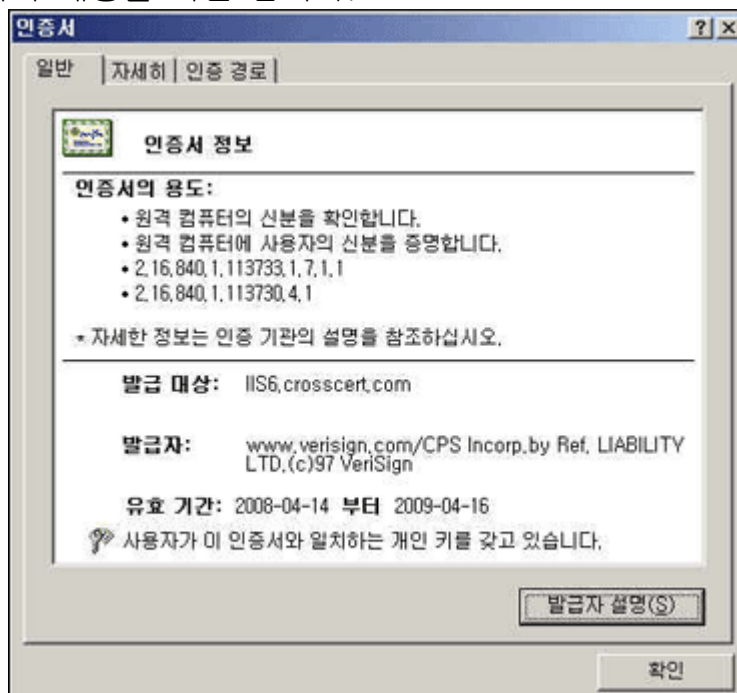 인증서
일반 자세히 인증 경로
인증서 정보
인증서의 용도:
• 원격 컴퓨터의 신분을 확인합니다.
• 원격 컴퓨터에 사용자의 신분을 증명합니다.
• 2.16.840.1.113733.1.7.1.1
• 2.16.840.1.113730.4.1
* 자세한 정보는 인증 기관의 설명을 참조하십시오.
발급 대상: IIS6.crosscert.com
발급자: www.verisign.com/CPS Incorp.by Ref. LIABILITY
LTD.(c)97 VeriSign
유효 기간: 2008-04-14 부터 2009-04-16
사용자가 이 인증서와 일치하는 개인 키를 갖고 있습니다.
발급자 설명(S)
확인